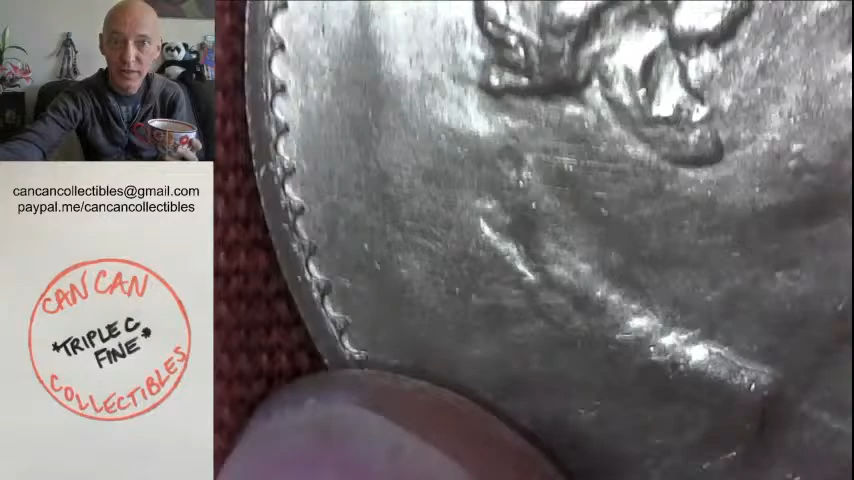 cancancollectibles@gmail.com
paypal.me/cancancollectibles
CAN CAN
*TRIPLE C*
FINE
COLLECTIBLES